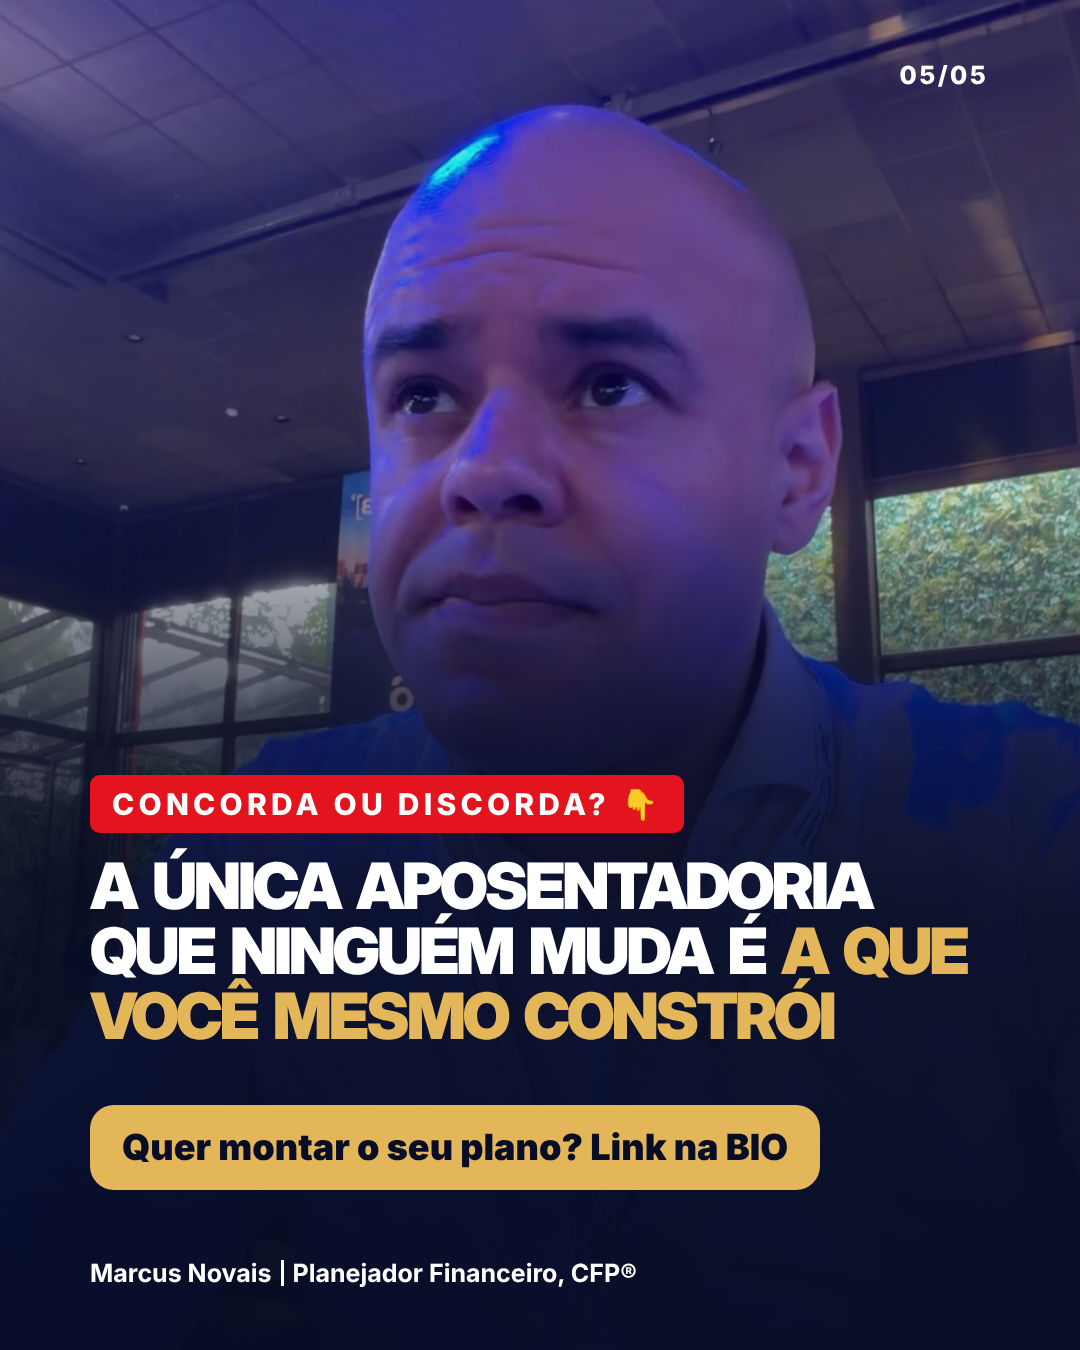 05/05
CONCORDA OU DISCORDA? 👇
A ÚNICA APOSENTADORIA
QUE NINGUÉM MUDA É A QUE
VOCÊ MESMO CONSTRÓI
Quer montar o seu plano? Link na BIO
Marcus Novais | Planejador Financeiro, CFP®